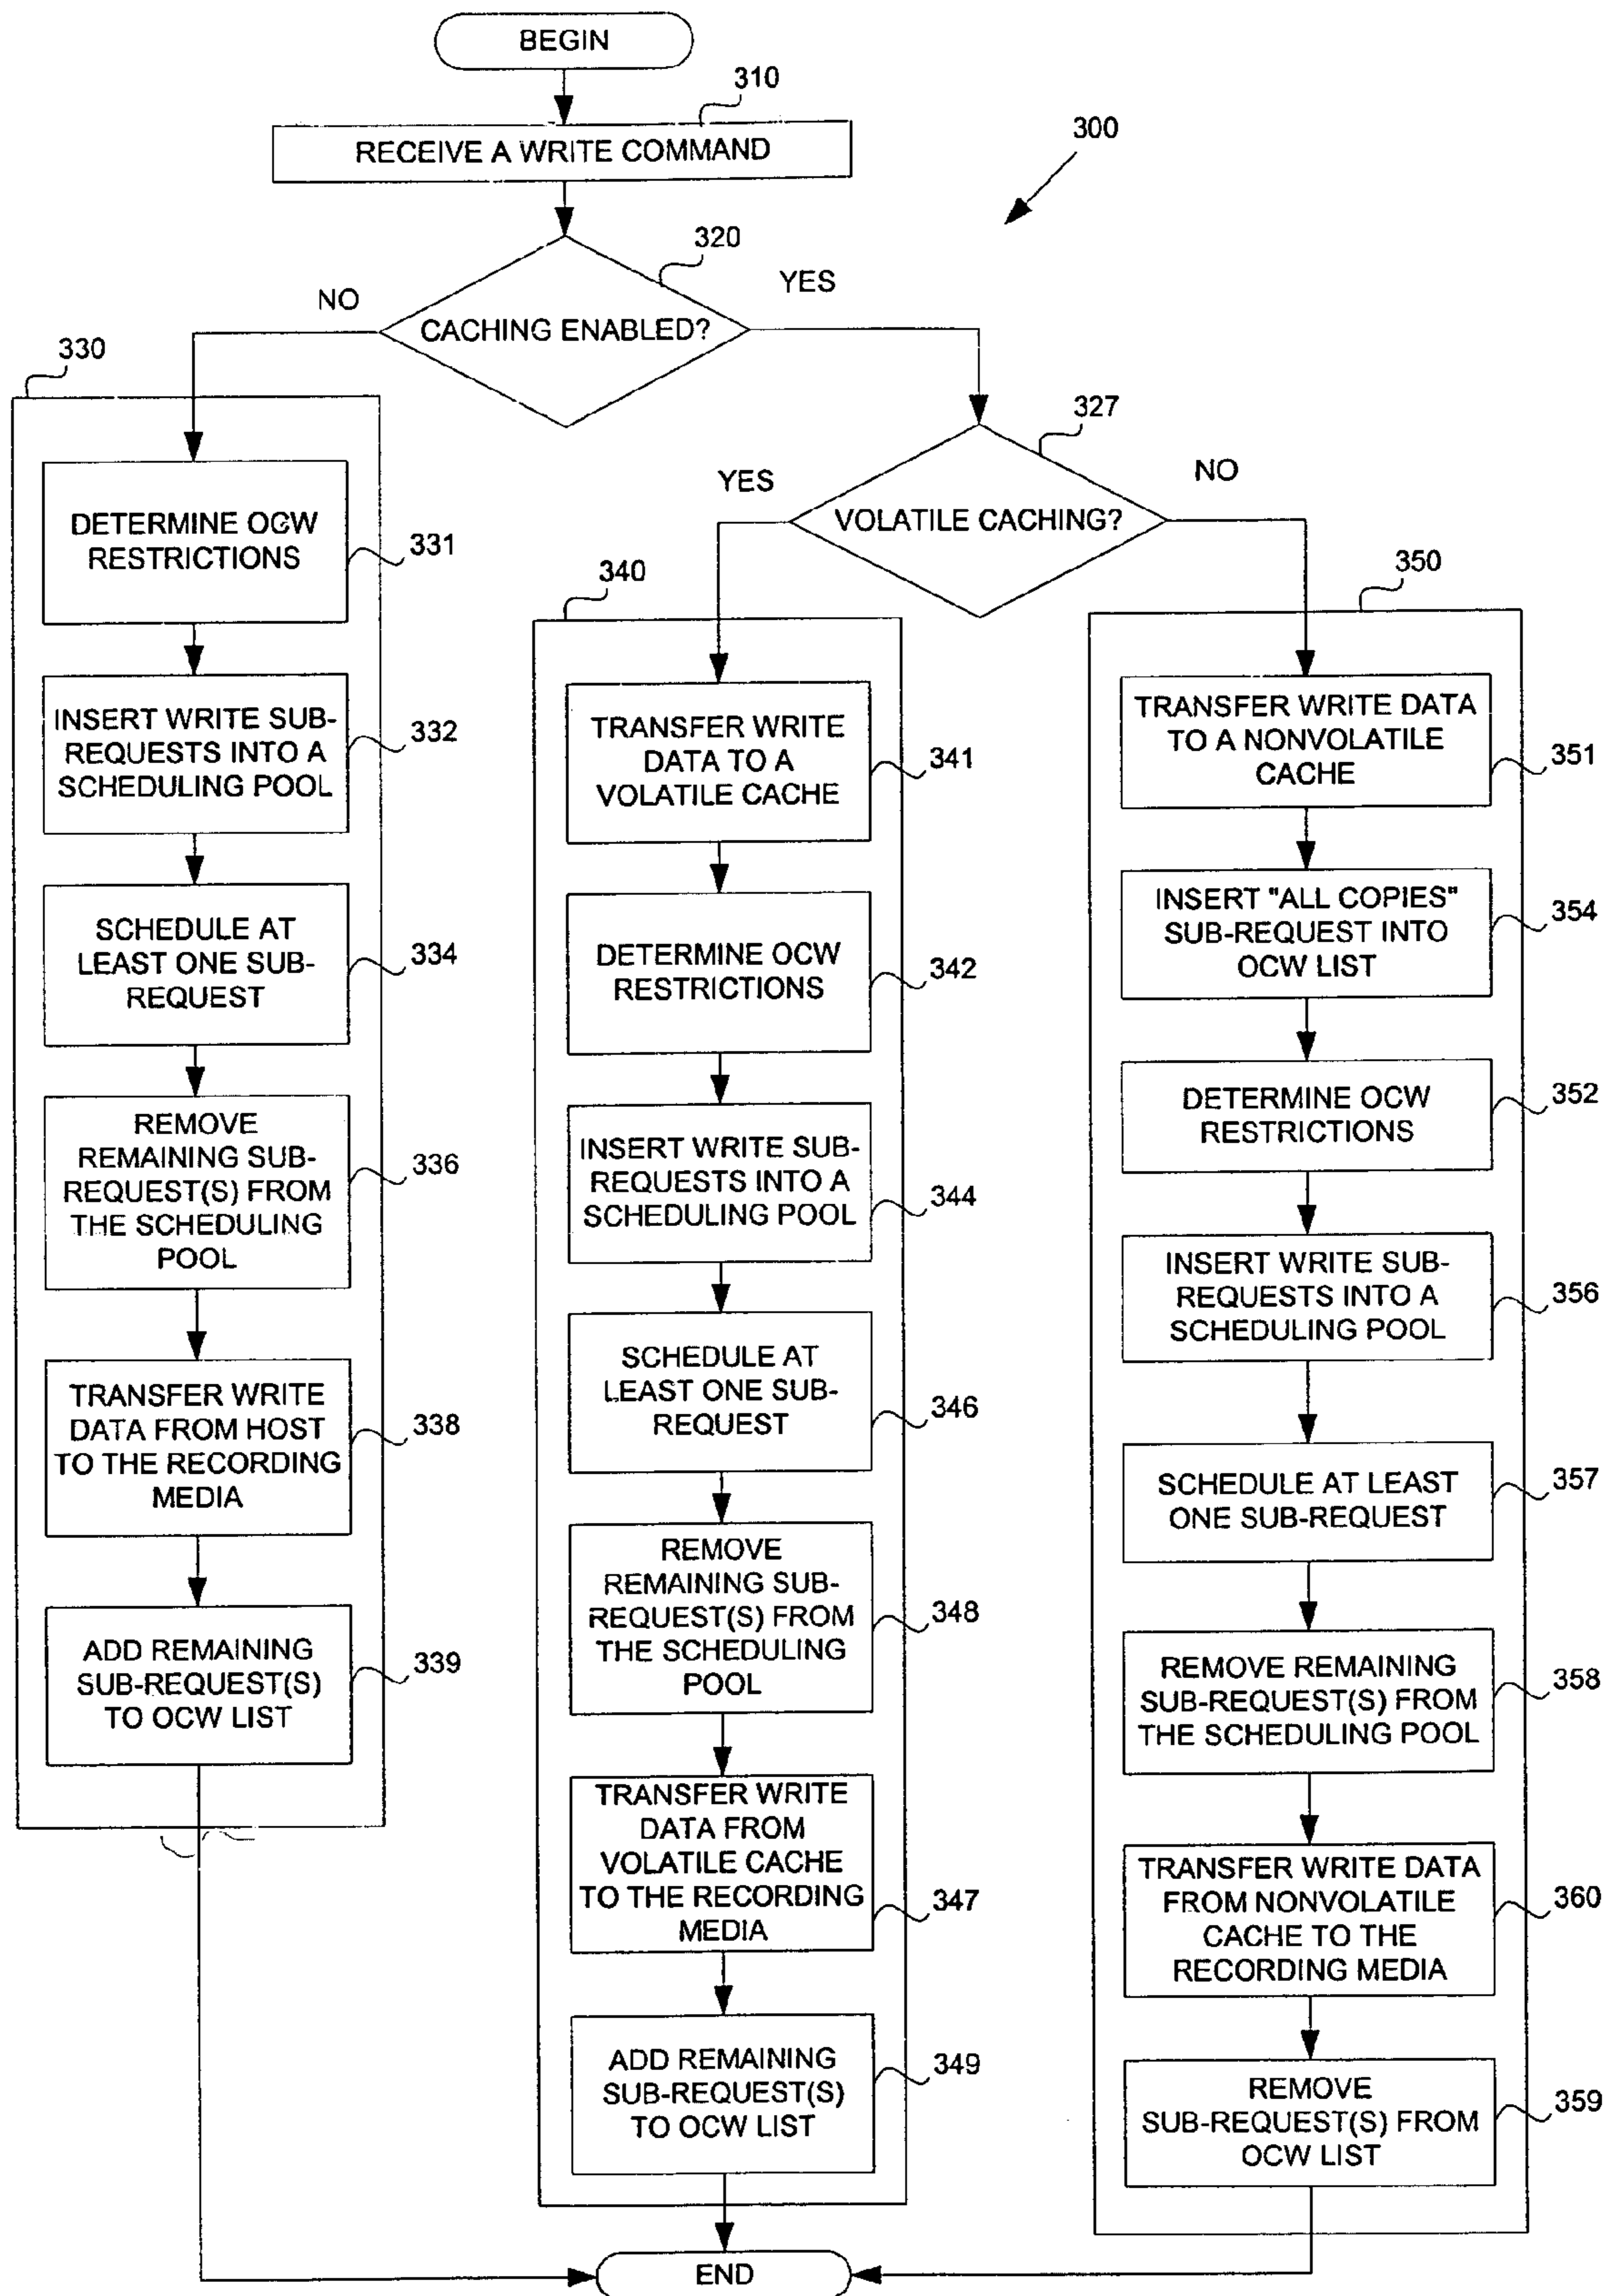 BEGIN
310
RECEIVE A WRITE COMMAND
300
320
NO
YES
CACHING ENABLED?
330
327
YES
NO
VOLATILE CACHING?
DETERMINE OCW
RESTRICTIONS
331
340
350
INSERT WRITE SUB-
REQUESTS INTO A
SCHEDULING POOL
332
SCHEDULE AT
LEAST ONE SUB-
REQUEST
334
REMOVE
REMAINING SUB-
REQUEST(S) FROM
THE SCHEDULING
POOL
336
TRANSFER WRITE
DATA FROM HOST
TO THE RECORDING
MEDIA
338
ADD REMAINING
SUB-REQUEST(S)
TO OCW LIST
339
TRANSFER WRITE
DATA TO A
VOLATILE CACHE
341
DETERMINE OCW
RESTRICTIONS
342
INSERT WRITE SUB-
REQUESTS INTO A
SCHEDULING POOL
344
SCHEDULE AT
LEAST ONE SUB-
REQUEST
346
REMOVE
REMAINING SUB-
REQUEST(S) FROM
THE SCHEDULING
POOL
348
TRANSFER WRITE
DATA FROM
VOLATILE CACHE
TO THE RECORDING
MEDIA
347
ADD REMAINING
SUB-REQUEST(S)
TO OCW LIST
349
TRANSFER WRITE DATA
TO A NONVOLATILE
CACHE
351
INSERT "ALL COPIES"
SUB-REQUEST INTO
OCW LIST
354
DETERMINE OCW
RESTRICTIONS
352
INSERT WRITE SUB-
REQUESTS INTO A
SCHEDULING POOL
356
SCHEDULE AT LEAST
ONE SUB-REQUEST
357
REMOVE REMAINING
SUB-REQUEST(S) FROM
THE SCHEDULING POOL
358
TRANSFER WRITE DATA
FROM NONVOLATILE
CACHE TO THE
RECORDING MEDIA
360
REMOVE
SUB-REQUEST(S) FROM
OCW LIST
359
END